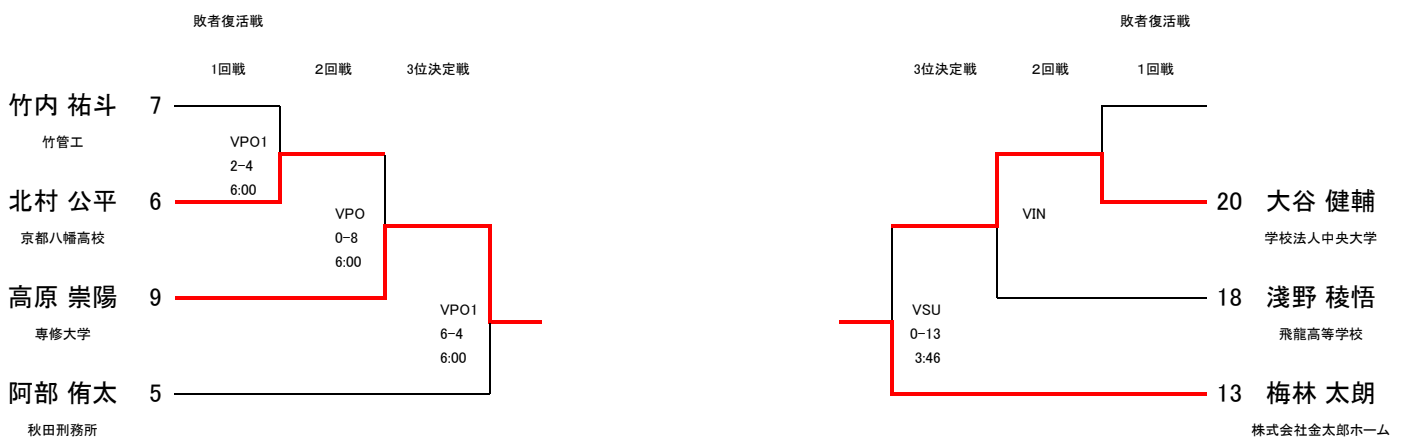 敗者復活戦
1回戦 2回戦 3位決定戦
竹内 祐斗 7
竹管工
VPO1
2-4
6:00
北村 公平 6
京都八幡高校
VPO
0-8
6:00
高原 崇陽 9
専修大学
VPO1
6-4
6:00
阿部 侑太 5
秋田刑務所
敗者復活戦
3位決定戦 2回戦 1回戦
20 大谷 健輔
学校法人中央大学
VIN
18 淺野 稜悟
飛龍高等学校
VSU
0-13
3:46
13 梅林 太朗
株式会社金太郎ホーム